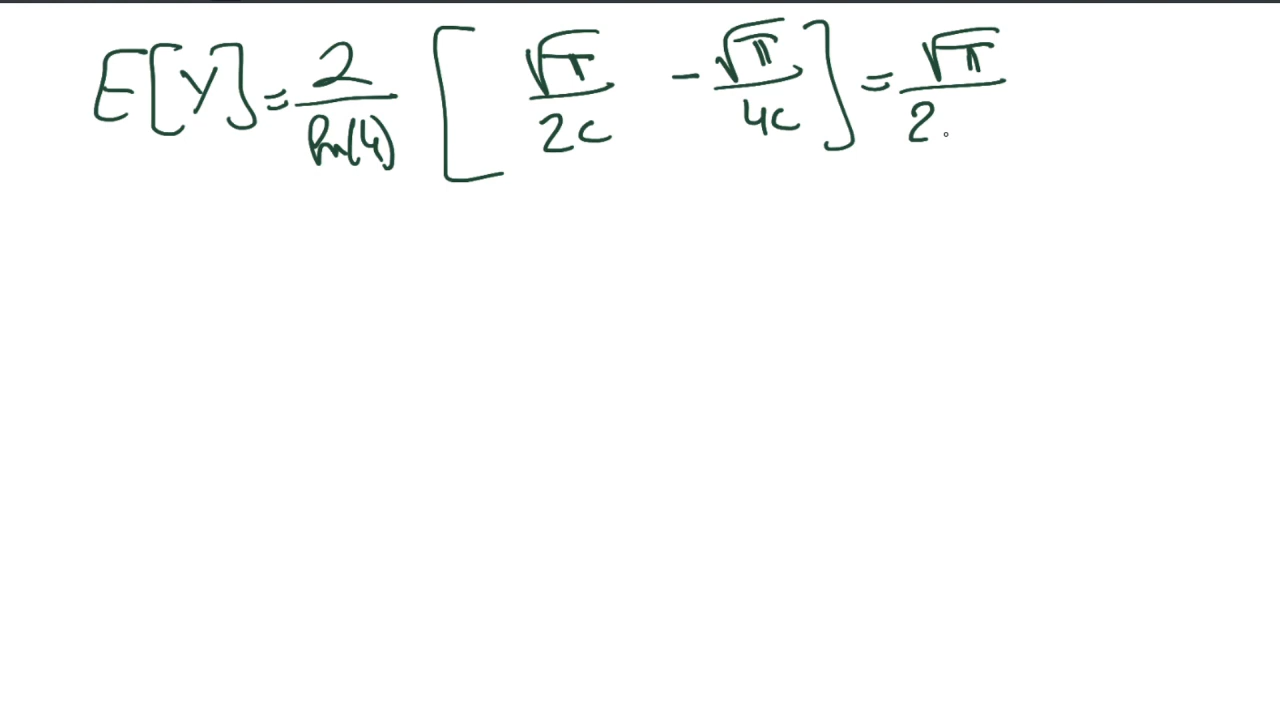 E[Y] = 2/ln(4) [ √π/2c - √π/4c ] = √π/2.